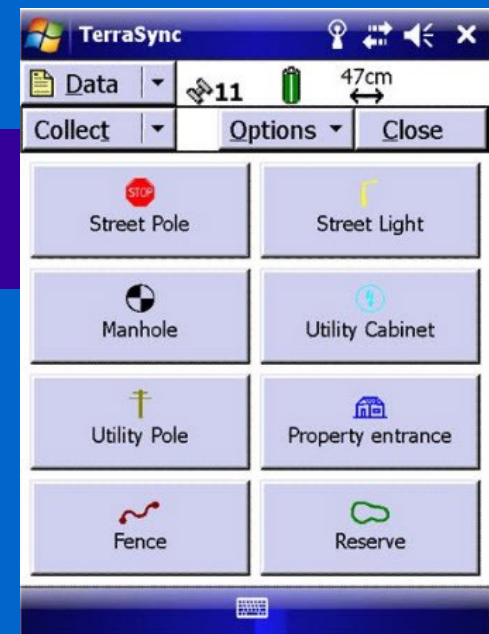 TerraSync
Data 11 47cm
Collect Options Close
STOP
Street Pole Street Light
Manhole Utility Cabinet
Utility Pole Property entrance
Fence Reserve